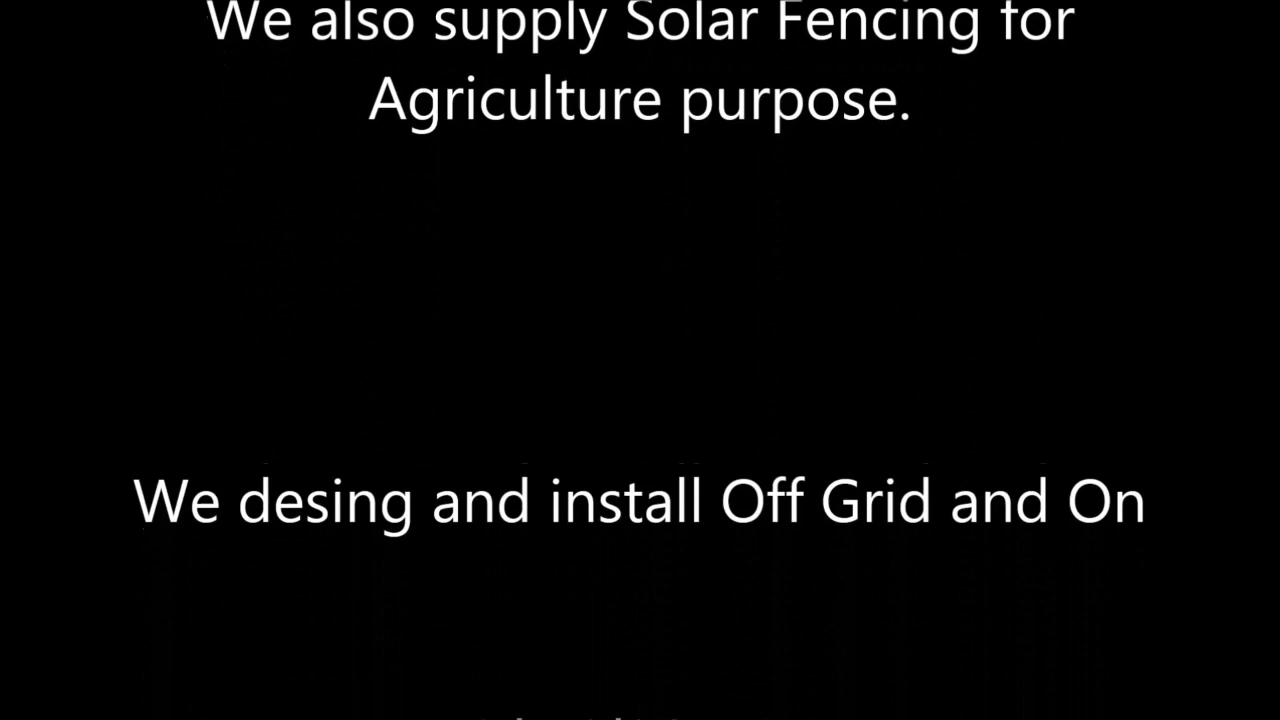 We also supply Solar Fencing for
Agriculture purpose.
We desing and install Off Grid and On